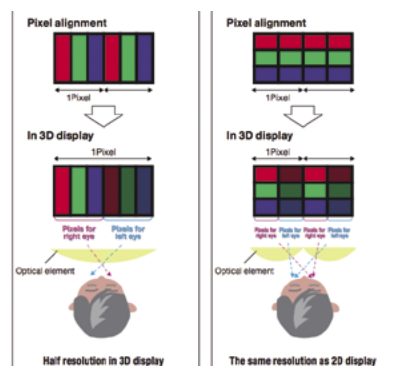 Pixel alignment
1Pixel
In 3D display
1Pixel
Pixels for
right eye
Pixels for
left eye
Optical element
Half resolution in 3D display
Pixel alignment
1Pixel
In 3D display
1Pixel
Pixels for
right eye
Pixels for
left eye
Pixels for
right eye
Pixels for
left eye
Optical element
The same resolution as 2D display